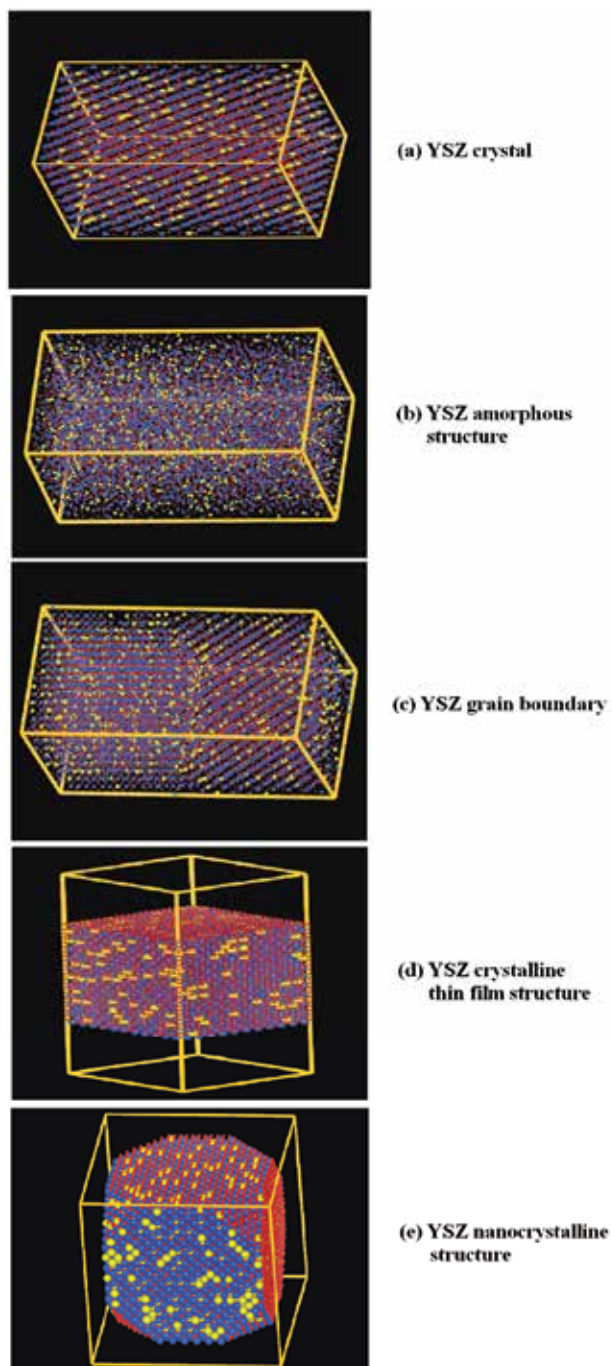 (a) YSZ crystal
(b) YSZ amorphous
structure
(c) YSZ grain boundary
(d) YSZ crystalline
thin film structure
(e) YSZ nanocrystalline
structure